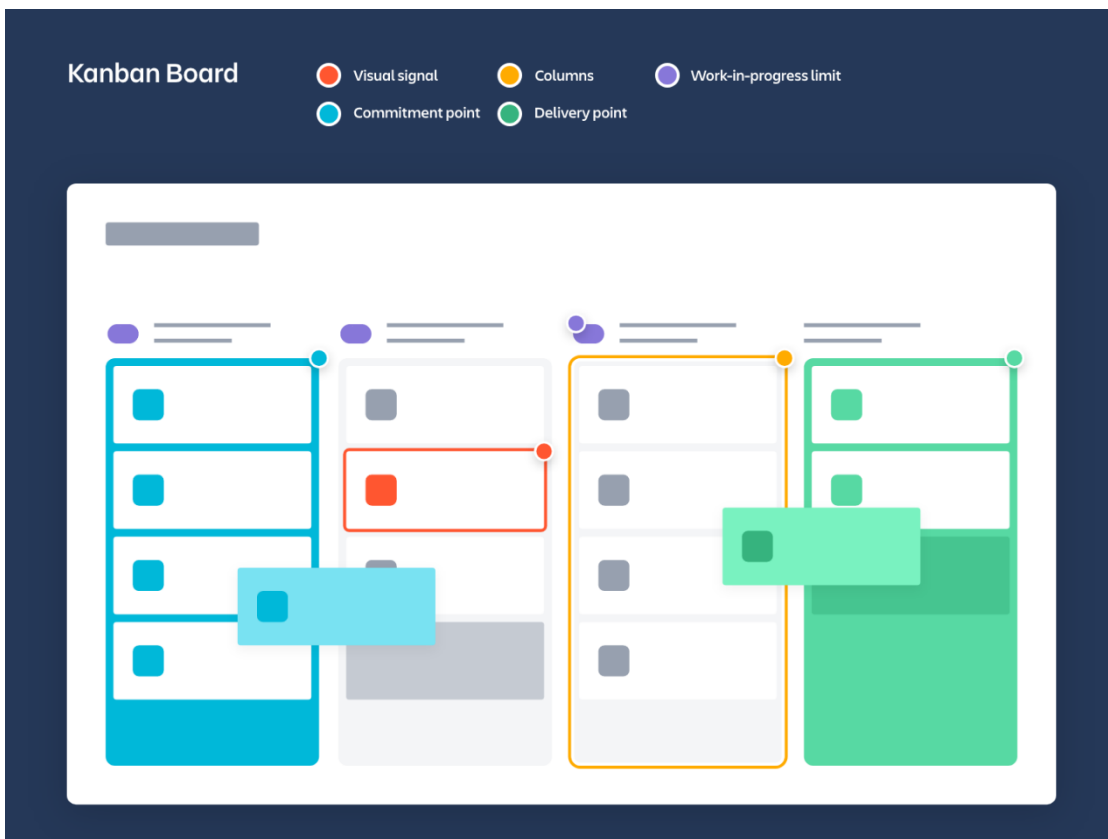 Kanban Board
Visual signal
Columns
Work-in-progress limit
Commitment point
Delivery point